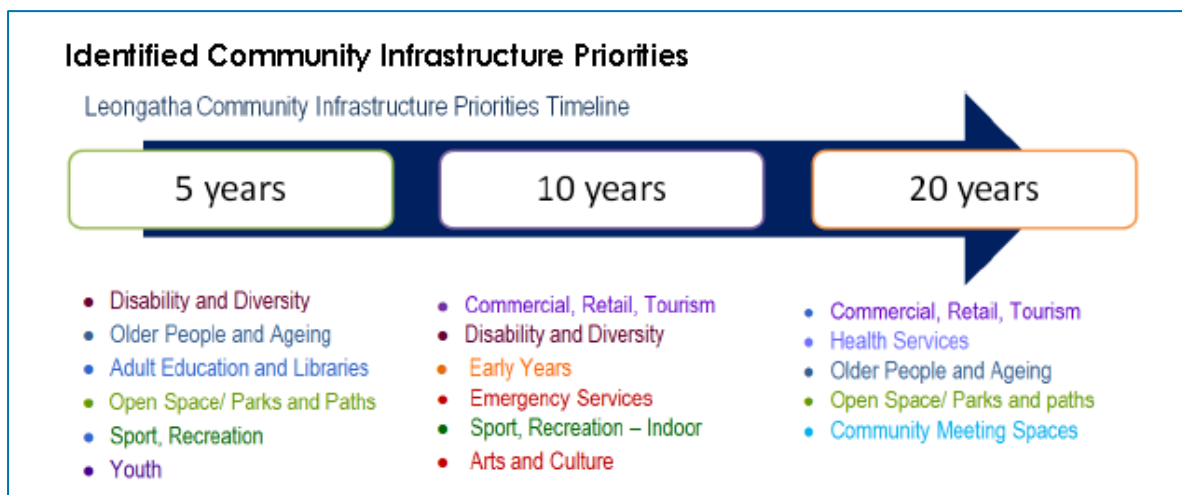 Identified Community Infrastructure Priorities
Leongatha Community Infrastructure Priorities Timeline
5 years
10 years
20 years
• Disability and Diversity
• Older People and Ageing
• Adult Education and Libraries
• Open Space/ Parks and Paths
• Sport, Recreation
• Youth
• Commercial, Retail, Tourism
• Disability and Diversity
• Early Years
• Emergency Services
• Sport, Recreation – Indoor
• Arts and Culture
• Commercial, Retail, Tourism
• Health Services
• Older People and Ageing
• Open Space/ Parks and paths
• Community Meeting Spaces